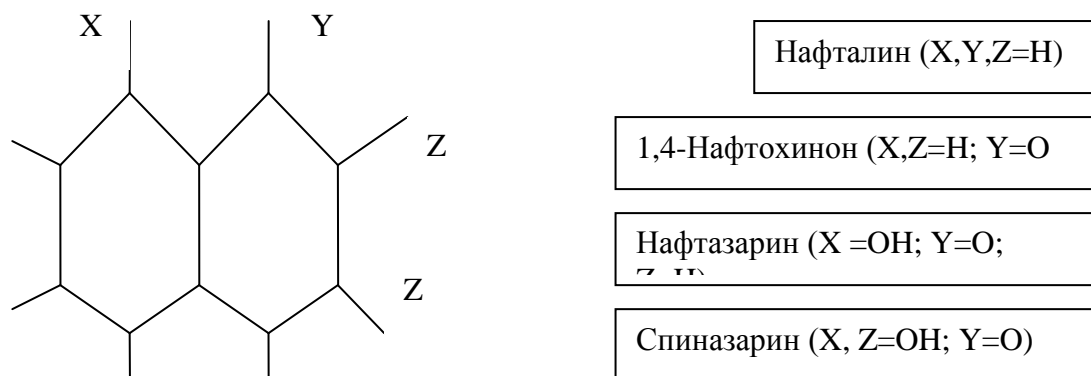 X Y
Нафталин (X,Y,Z=H)
Z
1,4-Нафтохинон (X,Z=H; Y=O
Нафтазарин (X =OH; Y=O;
Z
Спиназарин (X, Z=OH; Y=O)